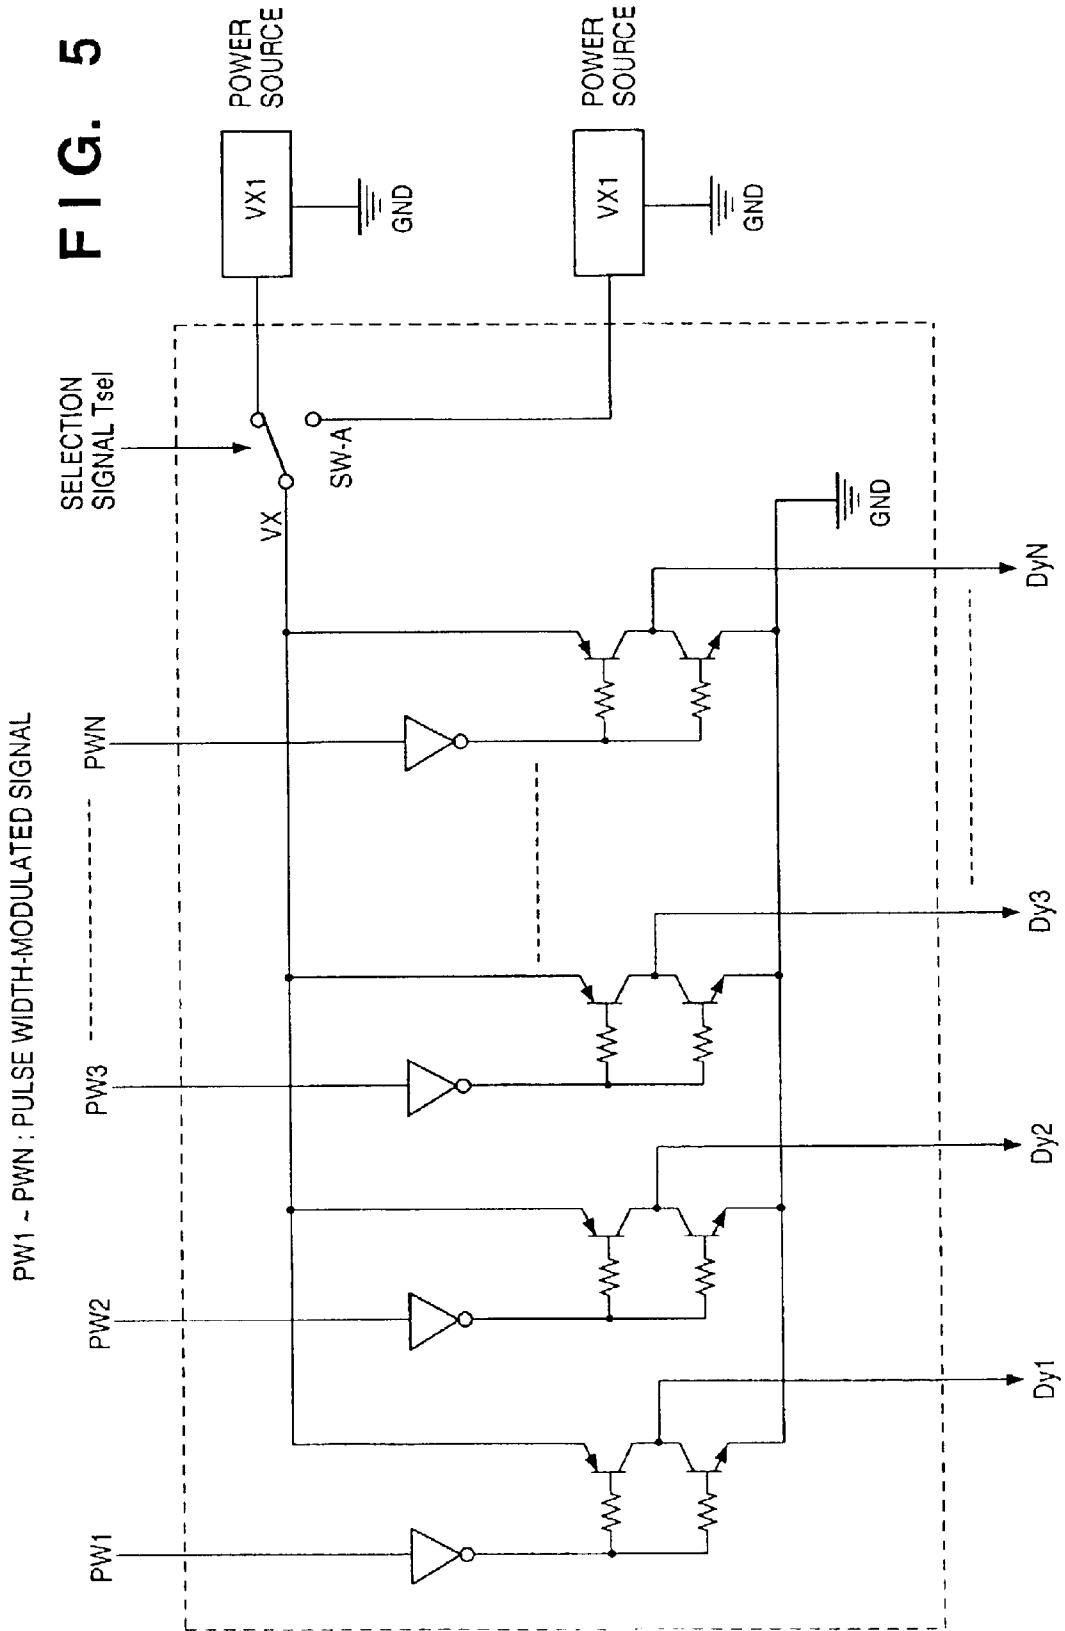 FIG. 5
PW1 ~ PWN : PULSE WIDTH-MODULATED SIGNAL
PW1
PW2
PW3
PWN
SELECTION
SIGNAL Tsel
VX
SW-A
VX1
POWER
SOURCE
GND
VX1
POWER
SOURCE
GND
GND
Dy1
Dy2
Dy3
DyN